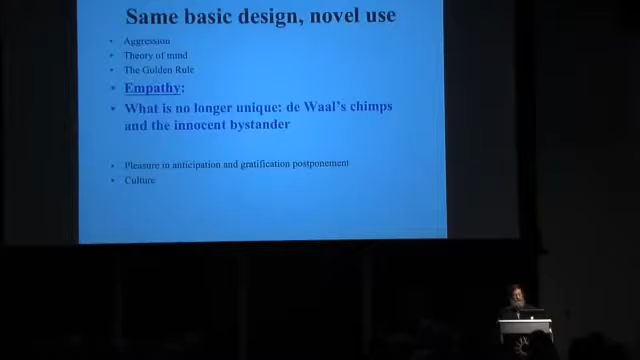 Same basic design, novel use
• Aggression
• Theory of mind
• The Golden Rule
• Empathy:
• What is no longer unique: de Waal's chimps
and the innocent bystander
• Pleasure in anticipation and gratification postponement
• Culture